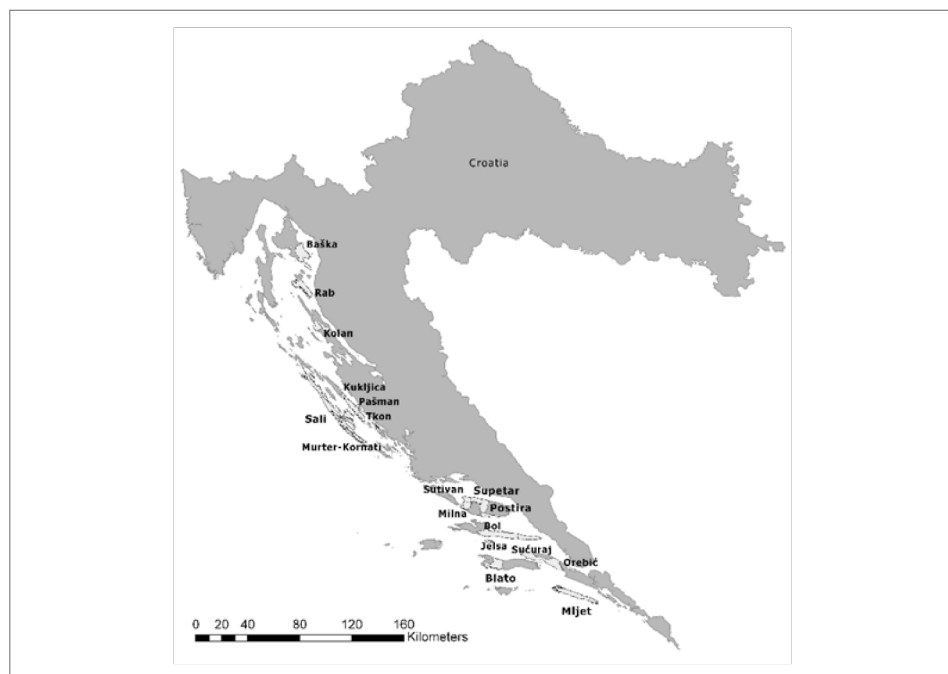 Croatia
Baška
Rab
Kolan
Kukljica
Pašman
Tkon
Sali
Murter-Kornati
Sutivan
Supetar
Milna
Postira
Bol
Jelsa
Sućuraj
Orebić
Blato
Mljet
0 20 40 80 120 160
Kilometers